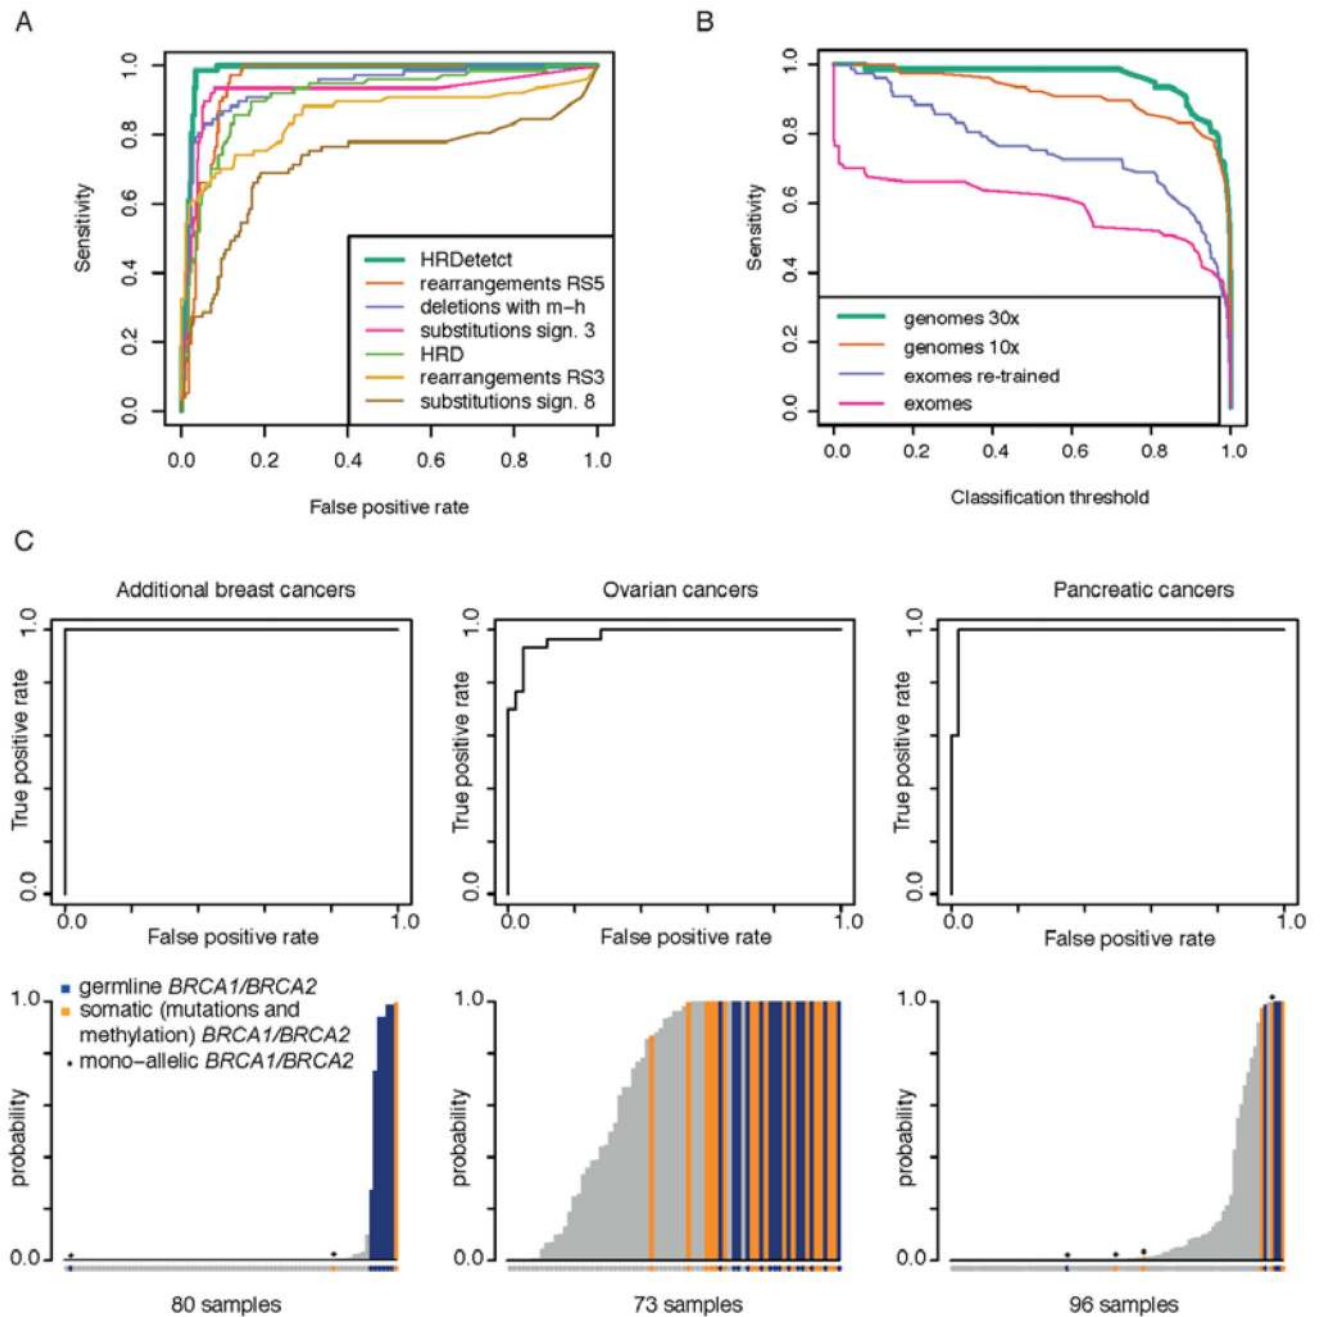 A
B
1.0
0.8
0.6
0.4
0.2
0.0
Sensitivity
HRDetetct
rearrangements RS5
deletions with m-h
substitutions sign. 3
HRD
rearrangements RS3
substitutions sign. 8
0.0 0.2 0.4 0.6 0.8 1.0
False positive rate
1.0
0.8
0.6
0.4
0.2
0.0
Sensitivity
genomes 30x
genomes 10x
exomes re-trained
exomes
0.0 0.2 0.4 0.6 0.8 1.0
Classification threshold
C
Additional breast cancers
1.0
0.0
True positive rate
0.0 1.0
False positive rate
Ovarian cancers
1.0
0.0
True positive rate
0.0 1.0
False positive rate
Pancreatic cancers
1.0
0.0
True positive rate
0.0 1.0
False positive rate
1.0
0.0
probability
germline BRCA1/BRCA2
somatic (mutations and
methylation) BRCA1/BRCA2
mono-allelic BRCA1/BRCA2
80 samples
1.0
0.0
probability
73 samples
1.0
0.0
probability
96 samples